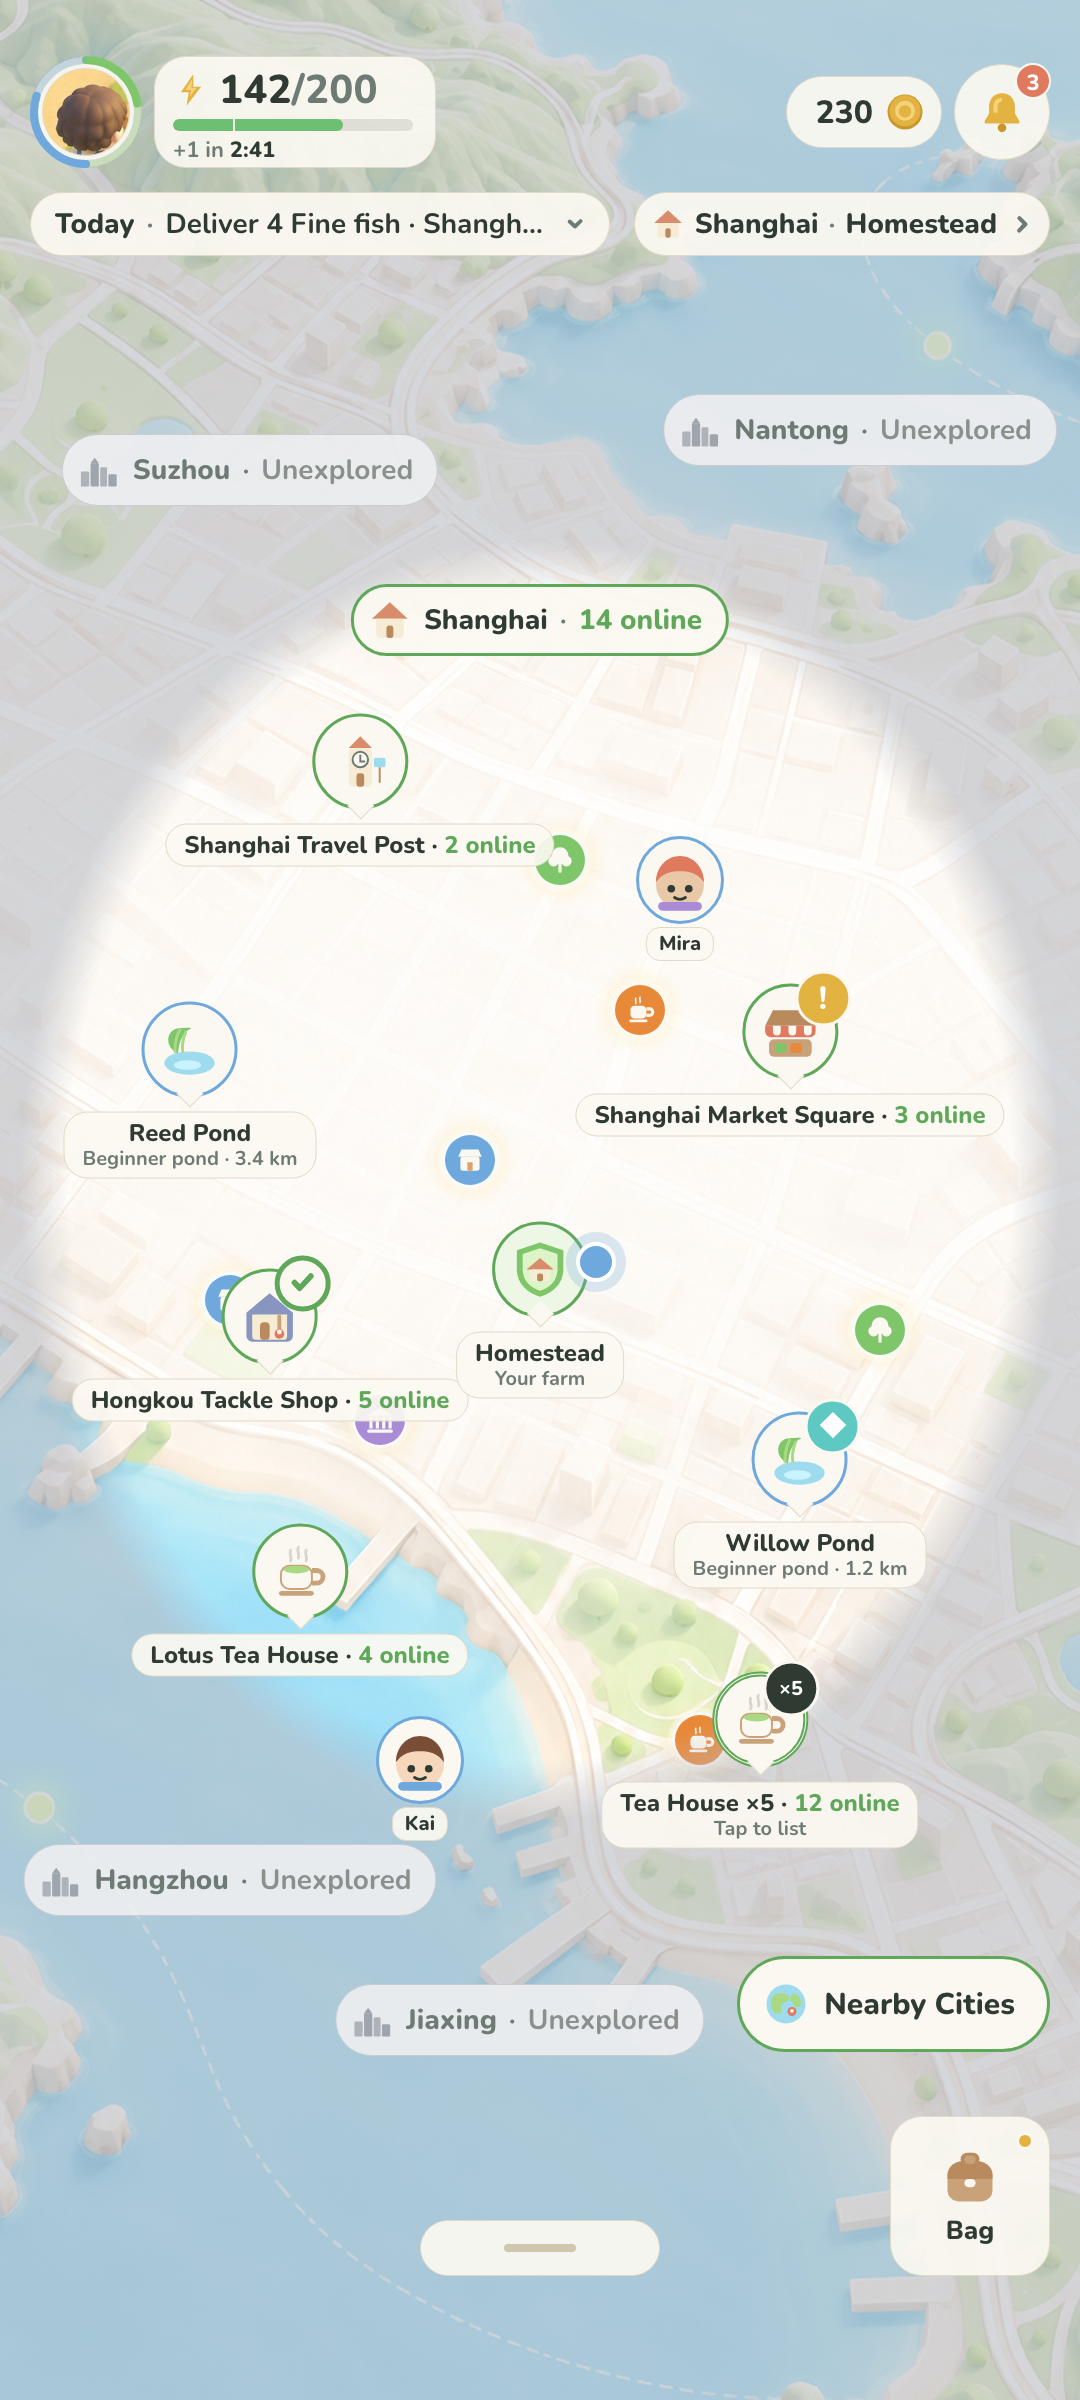 142/200
+1 in 2:41
230
3
Today · Deliver 4 Fine fish · Shangh...
Shanghai · Homestead
Nantong · Unexplored
Suzhou · Unexplored
Shanghai · 14 online
Shanghai Travel Post · 2 online
Mira
!
Shanghai Market Square · 3 online
Reed Pond
Beginner pond · 3.4 km
Homestead
Your farm
Hongkou Tackle Shop · 5 online
Willow Pond
Beginner pond · 1.2 km
Lotus Tea House · 4 online
×5
Tea House ×5 · 12 online
Tap to list
Kai
Hangzhou · Unexplored
Nearby Cities
Jiaxing · Unexplored
Bag